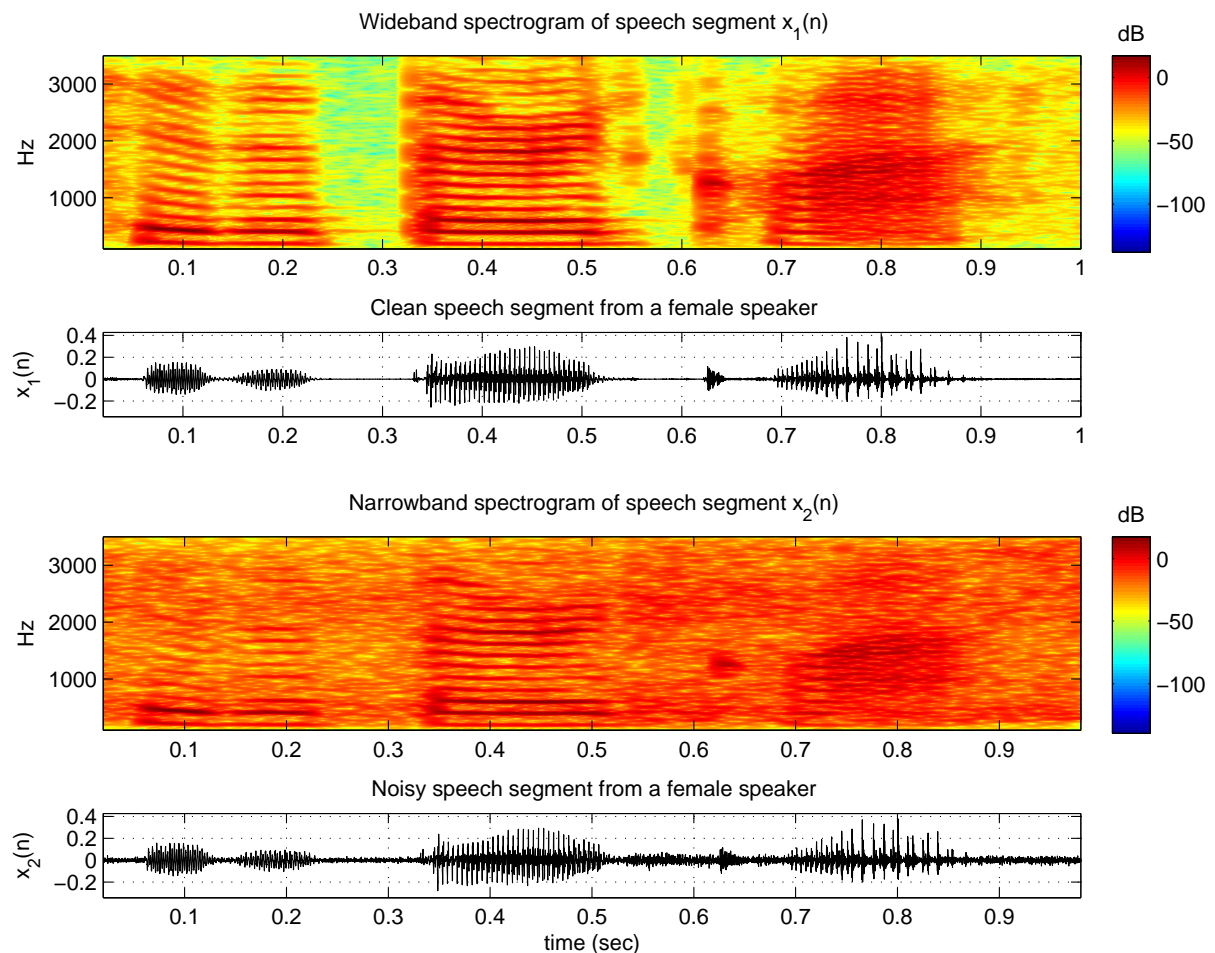 Wideband spectrogram of speech segment x_1(n)
dB
3000
2000
1000
Hz
0
−50
−100
0.1 0.2 0.3 0.4 0.5 0.6 0.7 0.8 0.9 1
Clean speech segment from a female speaker
x_1(n)
0.4
0.2
0
−0.2
0.1 0.2 0.3 0.4 0.5 0.6 0.7 0.8 0.9 1
Narrowband spectrogram of speech segment x_2(n)
dB
3000
2000
1000
Hz
0
−50
−100
0.1 0.2 0.3 0.4 0.5 0.6 0.7 0.8 0.9
Noisy speech segment from a female speaker
x_2(n)
0.4
0.2
0
−0.2
0.1 0.2 0.3 0.4 0.5 0.6 0.7 0.8 0.9
time (sec)